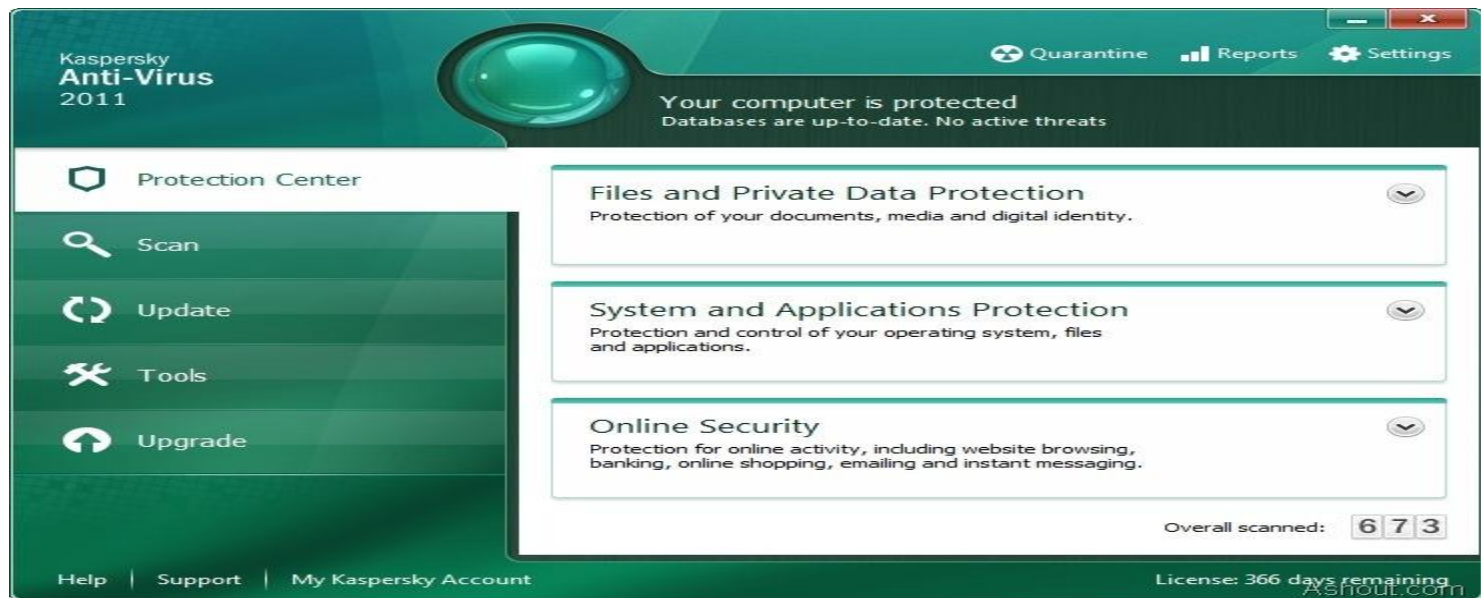 Kaspersky
Anti-Virus
2011
Quarantine
Reports
Settings
Your computer is protected
Databases are up-to-date. No active threats
Protection Center
Scan
Update
Tools
Upgrade
Files and Private Data Protection
Protection of your documents, media and digital identity.
System and Applications Protection
Protection and control of your operating system, files
and applications.
Online Security
Protection for online activity, including website browsing,
banking, online shopping, emailing and instant messaging.
Overall scanned: 673
Help | Support | My Kaspersky Account
License: 366 days remaining
Ashout.com